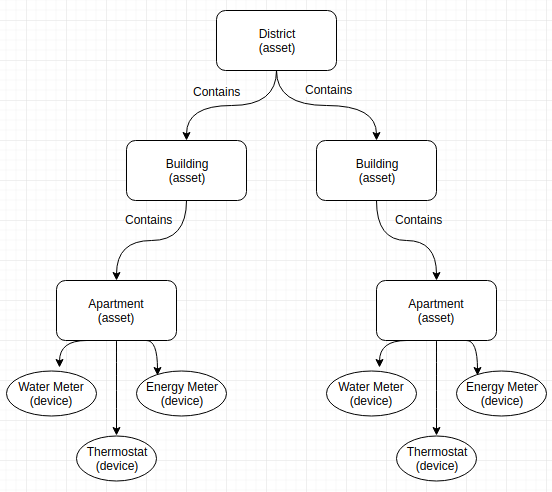 District
(asset)
Contains
Contains
Building
(asset)
Building
(asset)
Contains
Contains
Apartment
(asset)
Apartment
(asset)
Water Meter
(device)
Energy Meter
(device)
Water Meter
(device)
Energy Meter
(device)
Thermostat
(device)
Thermostat
(device)